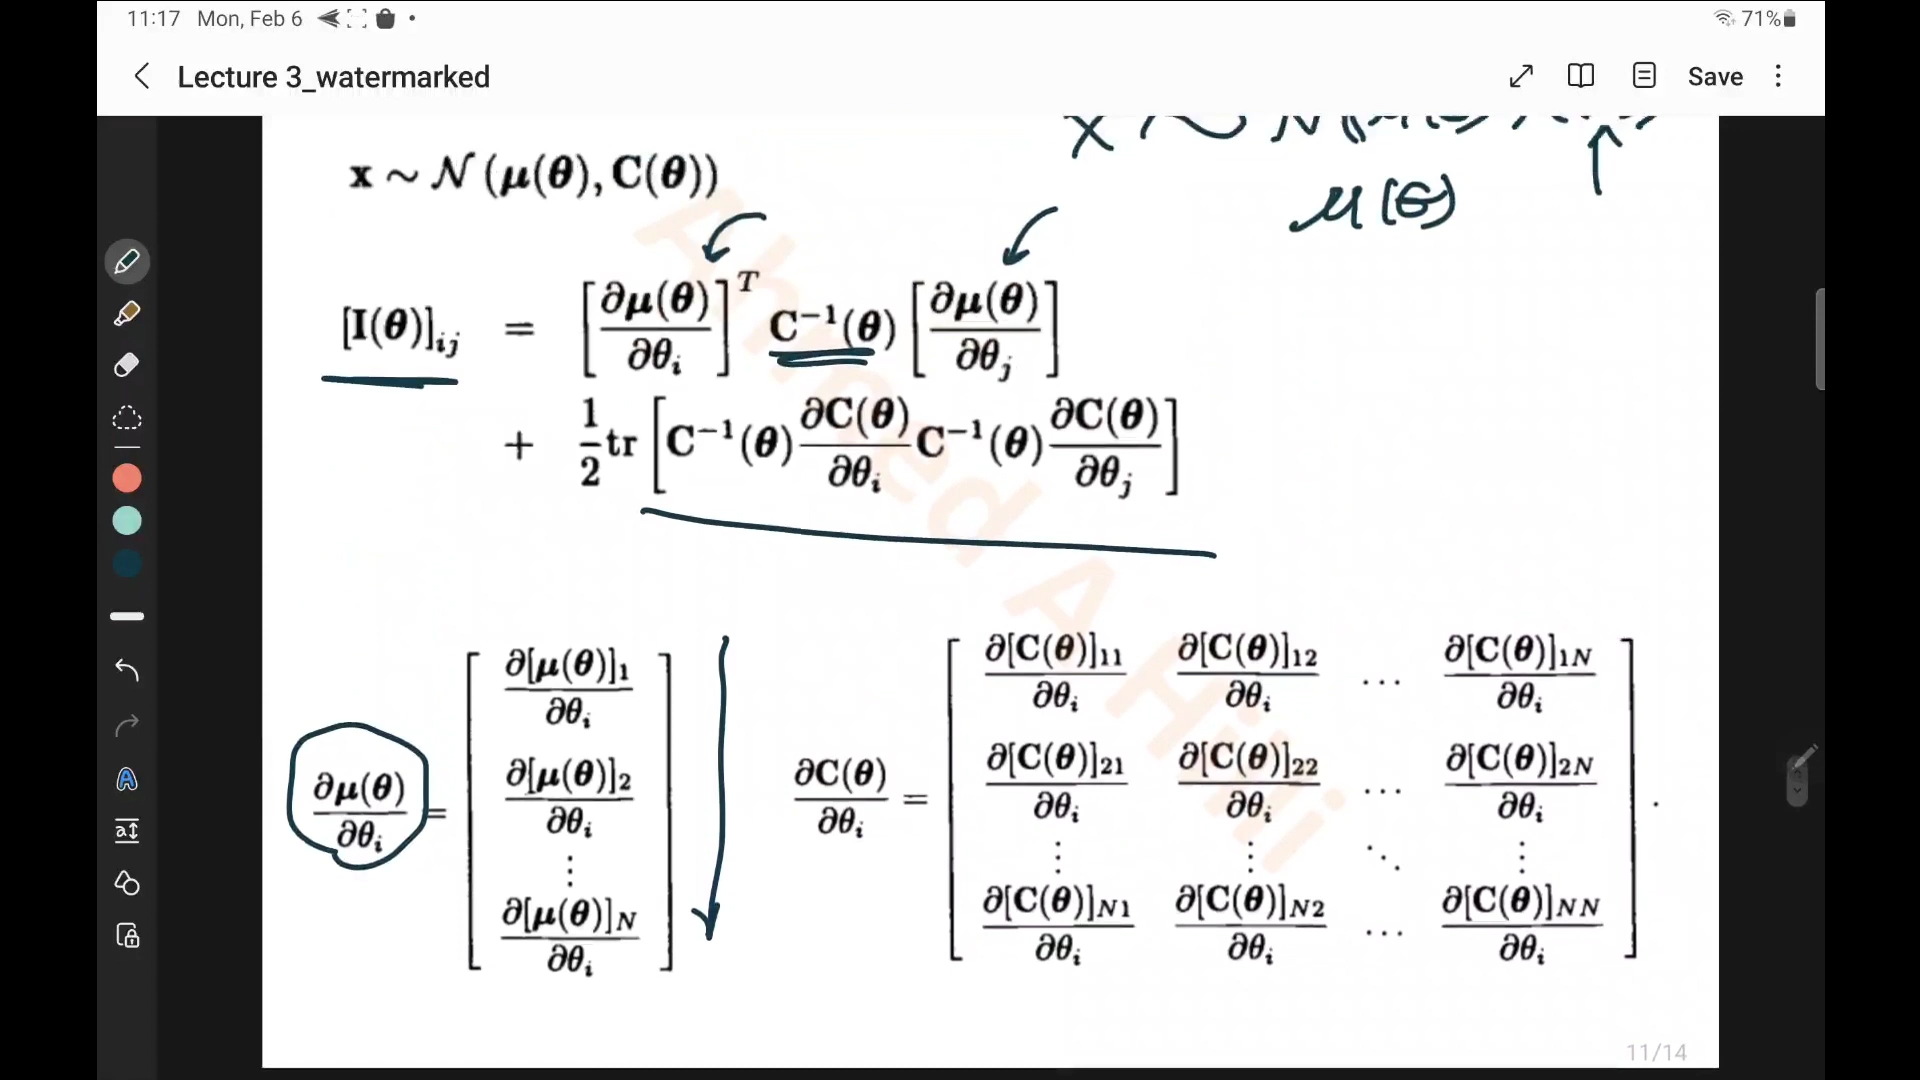 11:17 Mon, Feb 6
71%
Lecture 3_watermarked
Save
x ~ N (μ(θ), C(θ))
μ(θ)
[I(θ)]ij = [∂μ(θ)/∂θi]^T C^−1(θ) [∂μ(θ)/∂θj]
+ 1/2 tr [C^−1(θ) ∂C(θ)/∂θi C^−1(θ) ∂C(θ)/∂θj]
∂μ(θ)/∂θi = [ ∂[μ(θ)]1/∂θi
∂[μ(θ)]2/∂θi
⋮
∂[μ(θ)]N/∂θi ]
∂C(θ)/∂θi = [ ∂[C(θ)]11/∂θi ∂[C(θ)]12/∂θi ... ∂[C(θ)]1N/∂θi
∂[C(θ)]21/∂θi ∂[C(θ)]22/∂θi ... ∂[C(θ)]2N/∂θi
⋮ ⋮ ⋱ ⋮
∂[C(θ)]N1/∂θi ∂[C(θ)]N2/∂θi ... ∂[C(θ)]NN/∂θi ] .
Ahmed A Hili
11/14